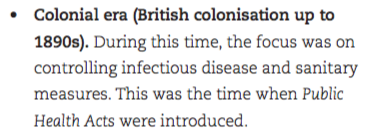 • Colonial era (British colonisation up to
1890s). During this time, the focus was on
controlling infectious disease and sanitary
measures. This was the time when Public
Health Acts were introduced.